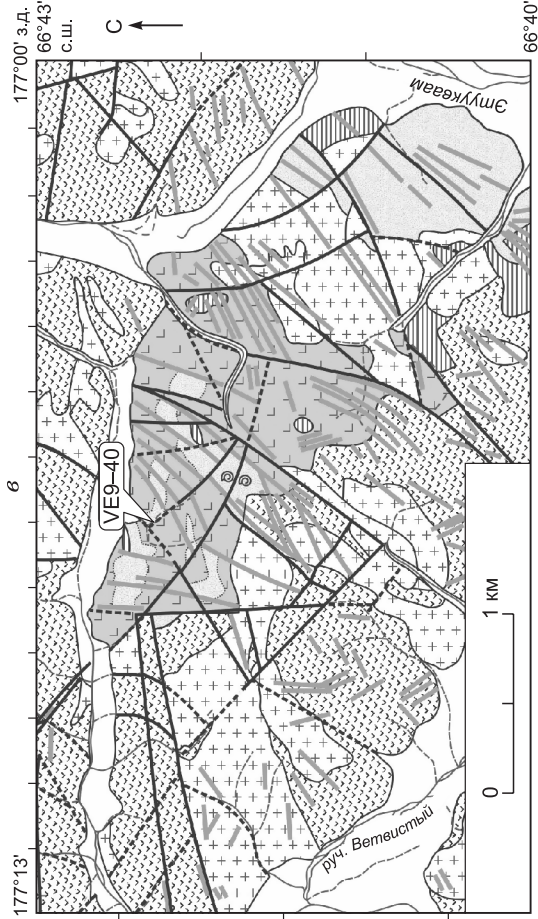 в
177°13'
177°00' з.д.
66°43'
с.ш.
С
66°40'
VE9–40
Этукваам
руч. Ветвистый
0
1 км